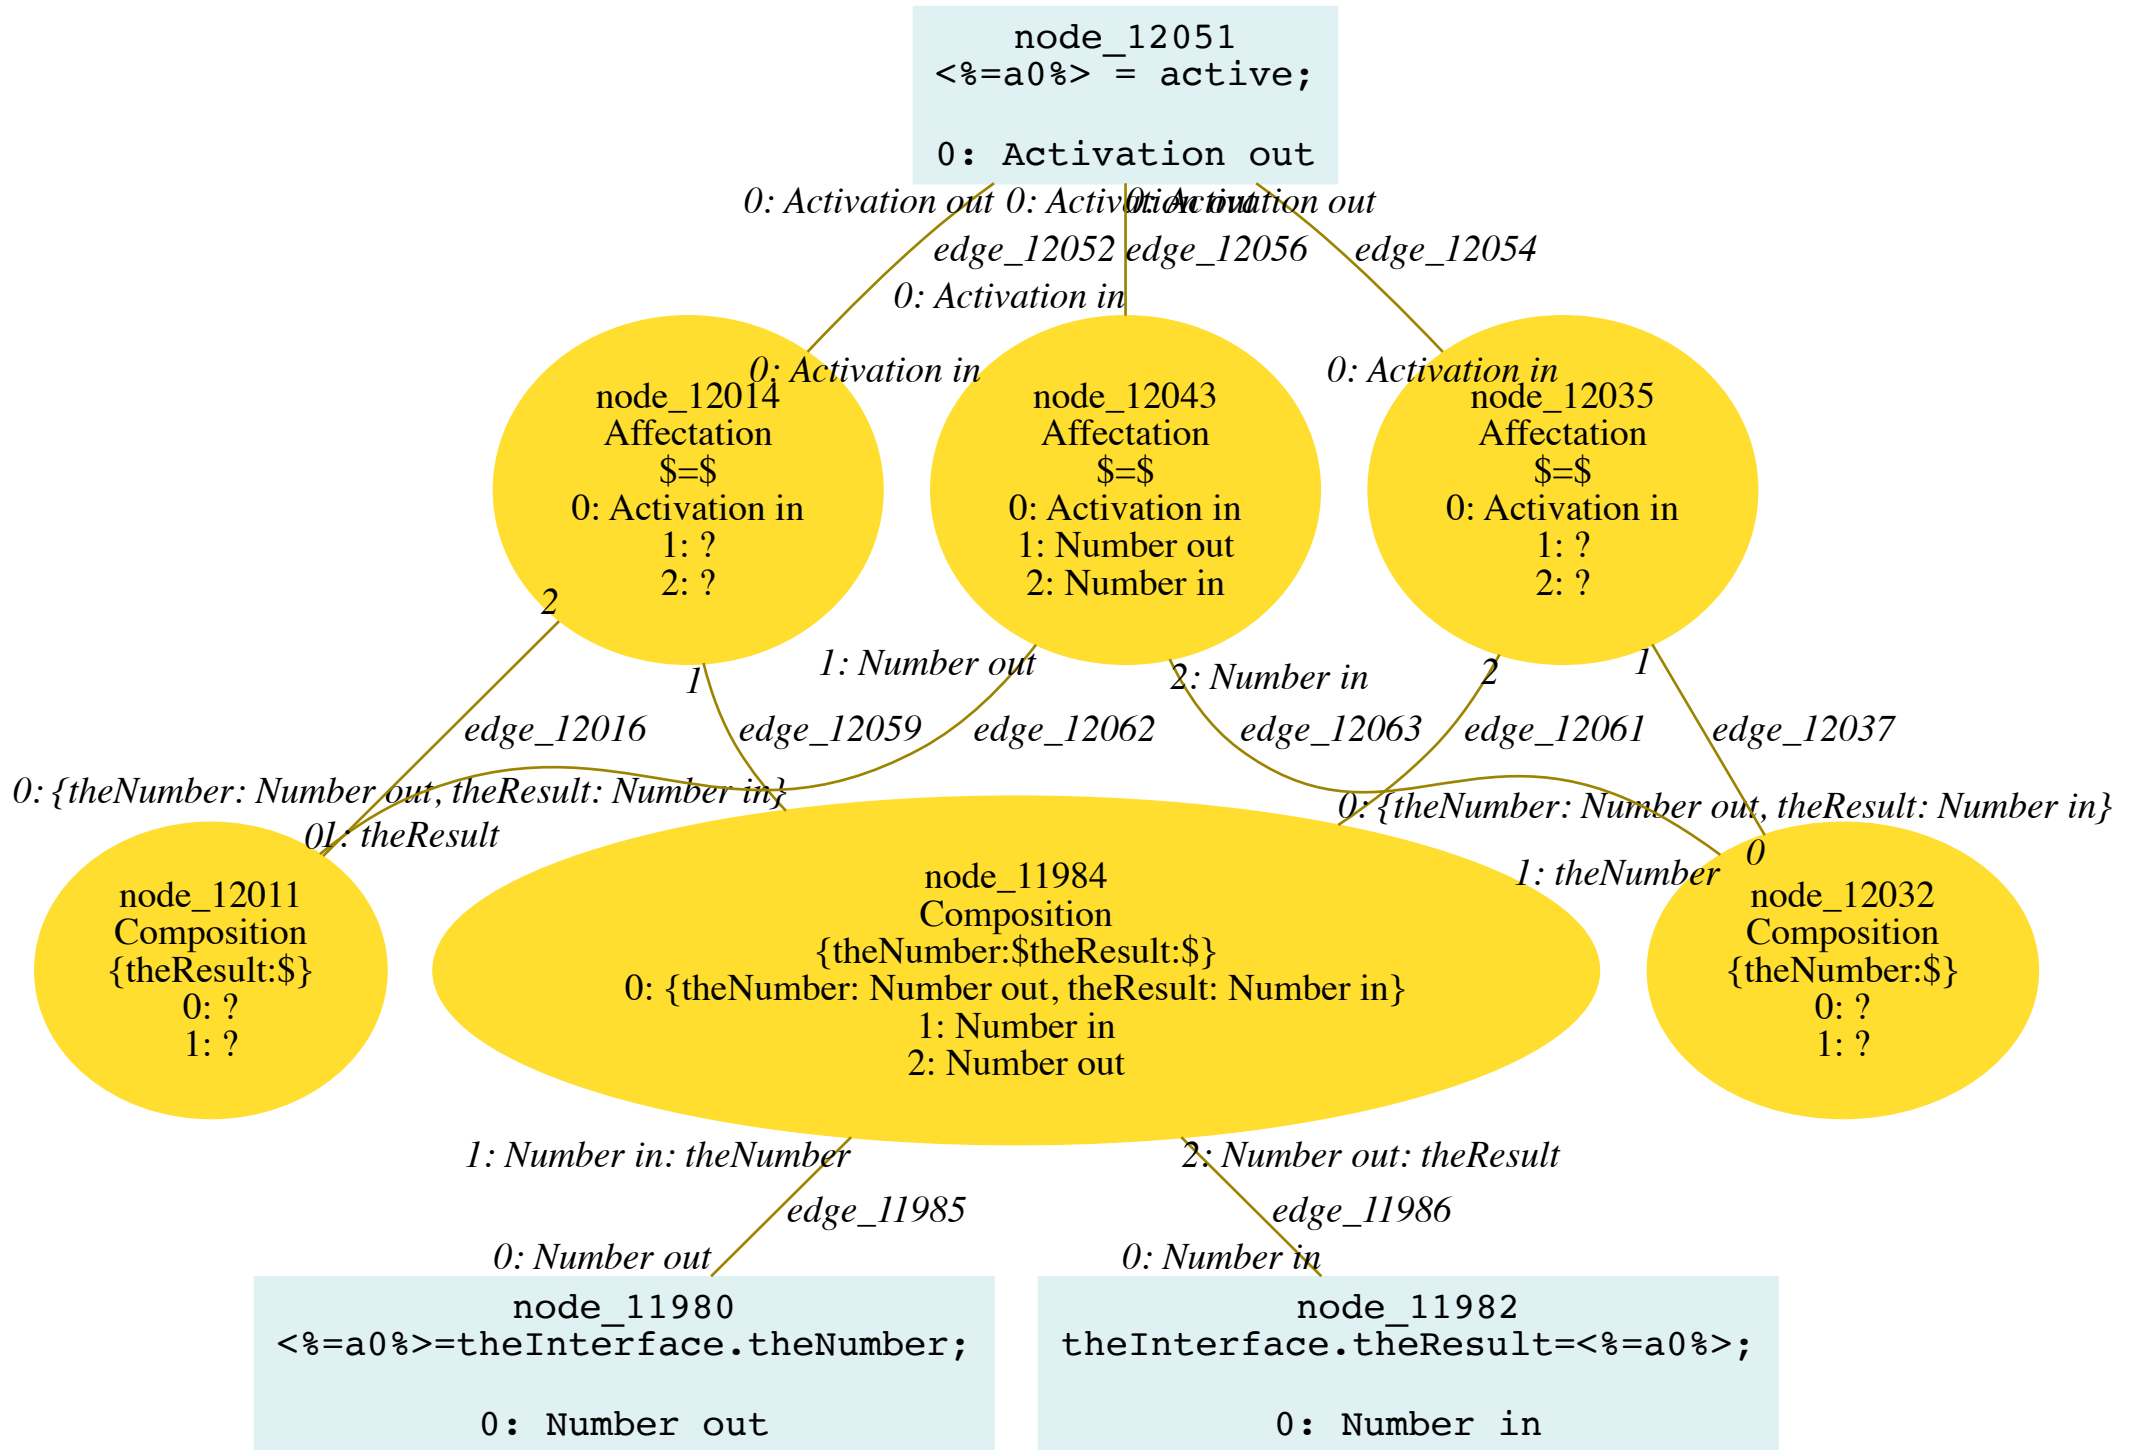 node_12051
<%=a0%> = active;
0: Activation out
0: Activation out
0: Activation out
0: Activation out
edge_12052
edge_12056
edge_12054
0: Activation in
0: Activation in
0: Activation in
node_12014
Affectation
$=$
0: Activation in
1: ?
2: ?
node_12043
Affectation
$=$
0: Activation in
1: Number out
2: Number in
node_12035
Affectation
$=$
0: Activation in
1: ?
2: ?
2
1
1: Number out
2: Number in
2
1
edge_12016
edge_12059
edge_12062
edge_12063
edge_12061
edge_12037
0: {theNumber: Number out, theResult: Number in}
0: {theNumber: Number out, theResult: Number in}
0
1: theResult
1: theNumber
0
node_12011
Composition
{theResult:$}
0: ?
1: ?
node_11984
Composition
{theNumber:$theResult:$}
0: {theNumber: Number out, theResult: Number in}
1: Number in
2: Number out
node_12032
Composition
{theNumber:$}
0: ?
1: ?
1: Number in: theNumber
2: Number out: theResult
edge_11985
edge_11986
0: Number out
0: Number in
node_11980
<%=a0%>=theInterface.theNumber;
0: Number out
node_11982
theInterface.theResult=<%=a0%>;
0: Number in